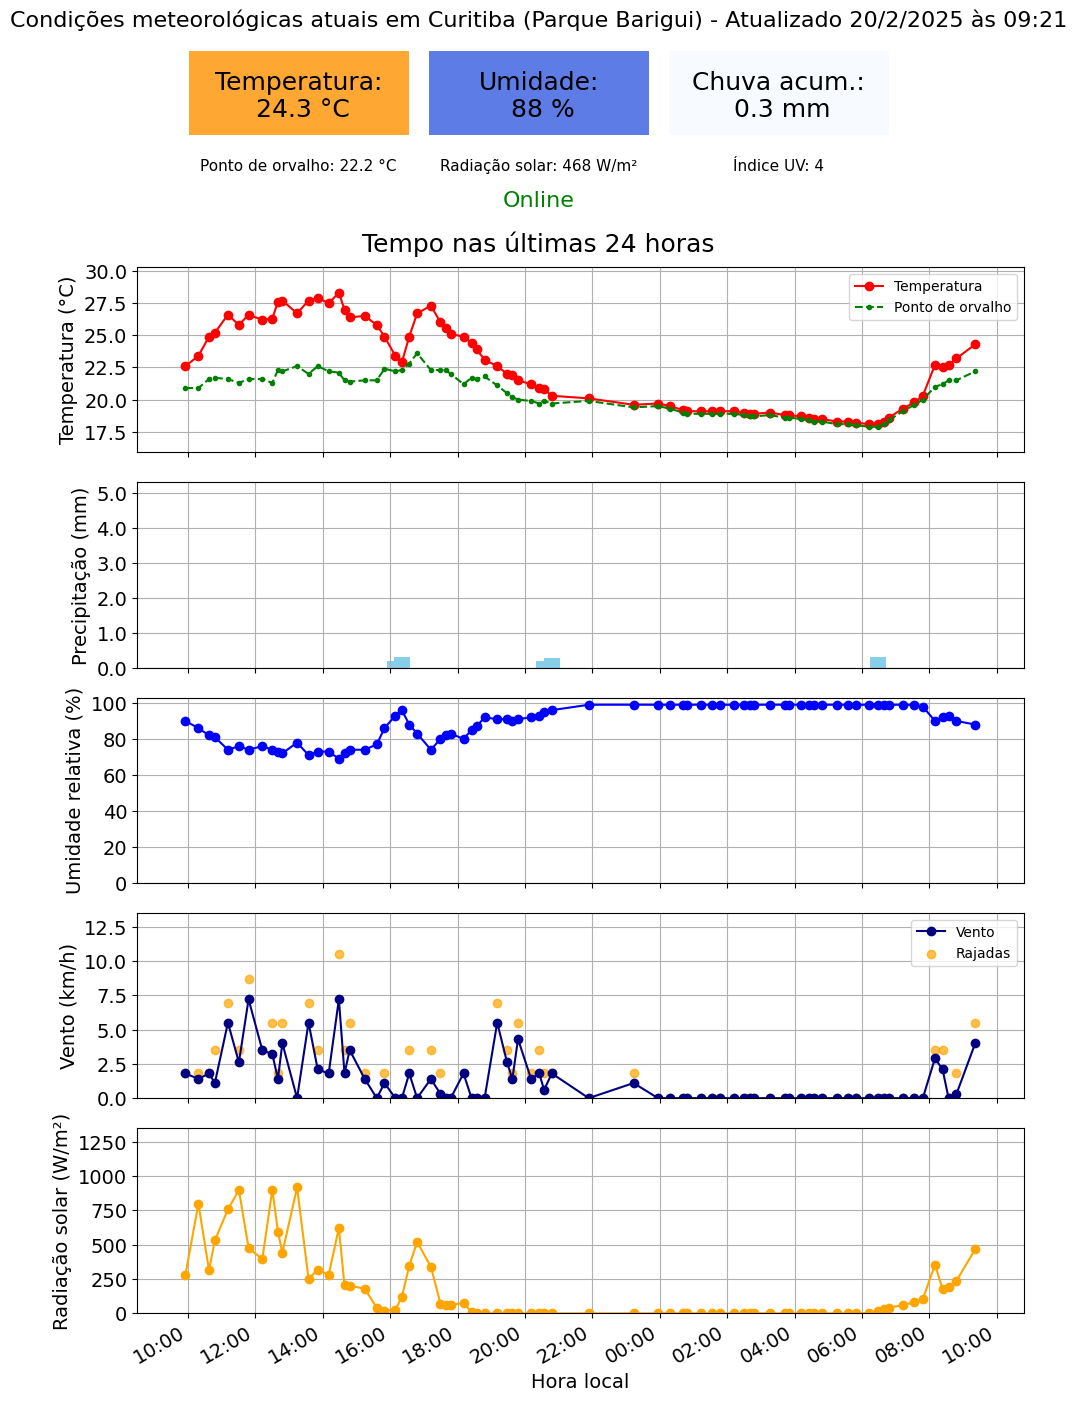 Condições meteorológicas atuais em Curitiba (Parque Barigui) - Atualizado 20/2/2025 às 09:21
Temperatura:
24.3 °C
Umidade:
88 %
Chuva acum.:
0.3 mm
Ponto de orvalho: 22.2 °C
Radiação solar: 468 W/m²
Índice UV: 4
Online
Tempo nas últimas 24 horas
Temperatura (°C)
30.0
27.5
25.0
22.5
20.0
17.5
Temperatura
Ponto de orvalho
Precipitação (mm)
5.0
4.0
3.0
2.0
1.0
0.0
Umidade relativa (%)
100
80
60
40
20
0
Vento (km/h)
12.5
10.0
7.5
5.0
2.5
0.0
Vento
Rajadas
Radiação solar (W/m²)
1250
1000
750
500
250
0
10:00
12:00
14:00
16:00
18:00
20:00
22:00
00:00
02:00
04:00
06:00
08:00
10:00
Hora local